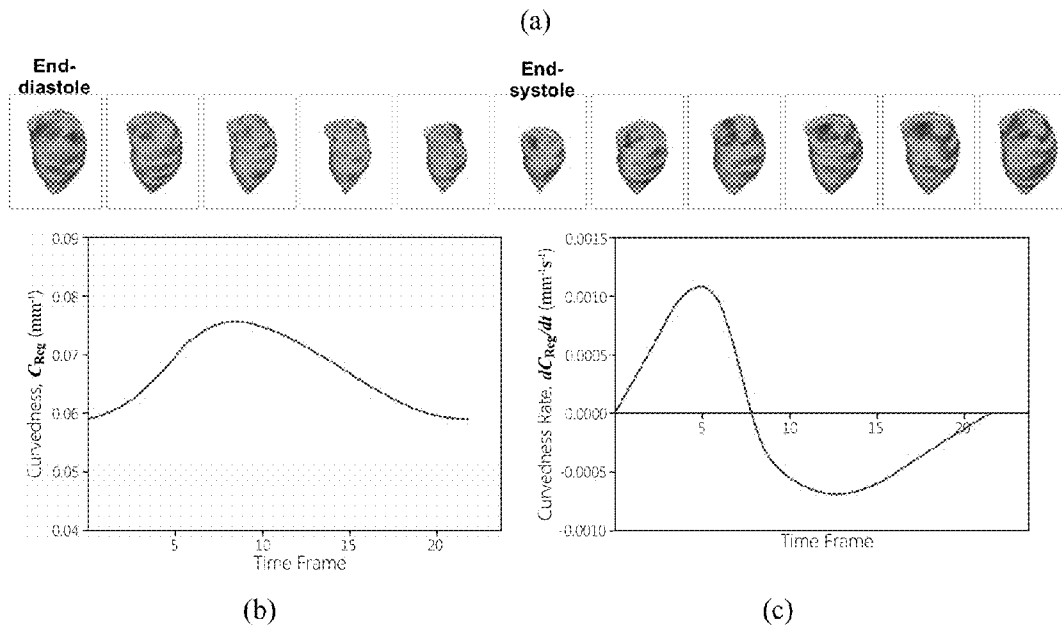 (a)
End-
diastole
End-
systole
0.09
0.08
0.07
0.06
0.05
0.04
5
10
15
20
Curvedness, C_Reg (mm⁻¹)
Time Frame
0.0015
0.0010
0.0005
0.0000
-0.0005
-0.0010
5
10
15
20
Curvedness Rate, dC_Reg/dt (mm⁻¹s⁻¹)
Time Frame
(b)
(c)